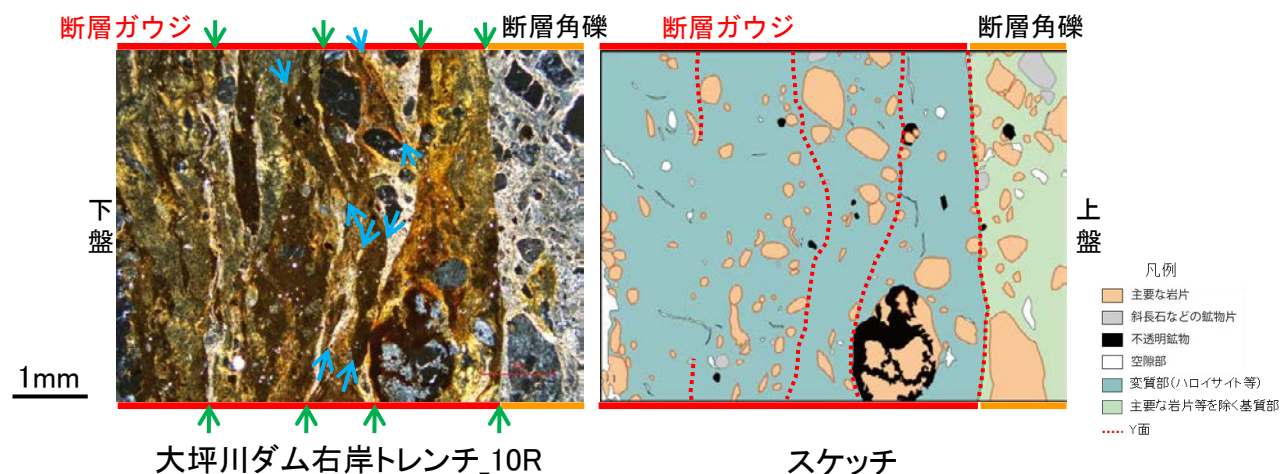 断層ガウジ
断層角礫
断層ガウジ
断層角礫
下盤
上盤
凡例
主要な岩片
斜長石などの鉱物片
不透明鉱物
空隙部
変質部(ハロイサイト等)
主要な岩片等を除く基質部
Y面
1mm
大坪川ダム右岸トレンチ_10R
スケッチ